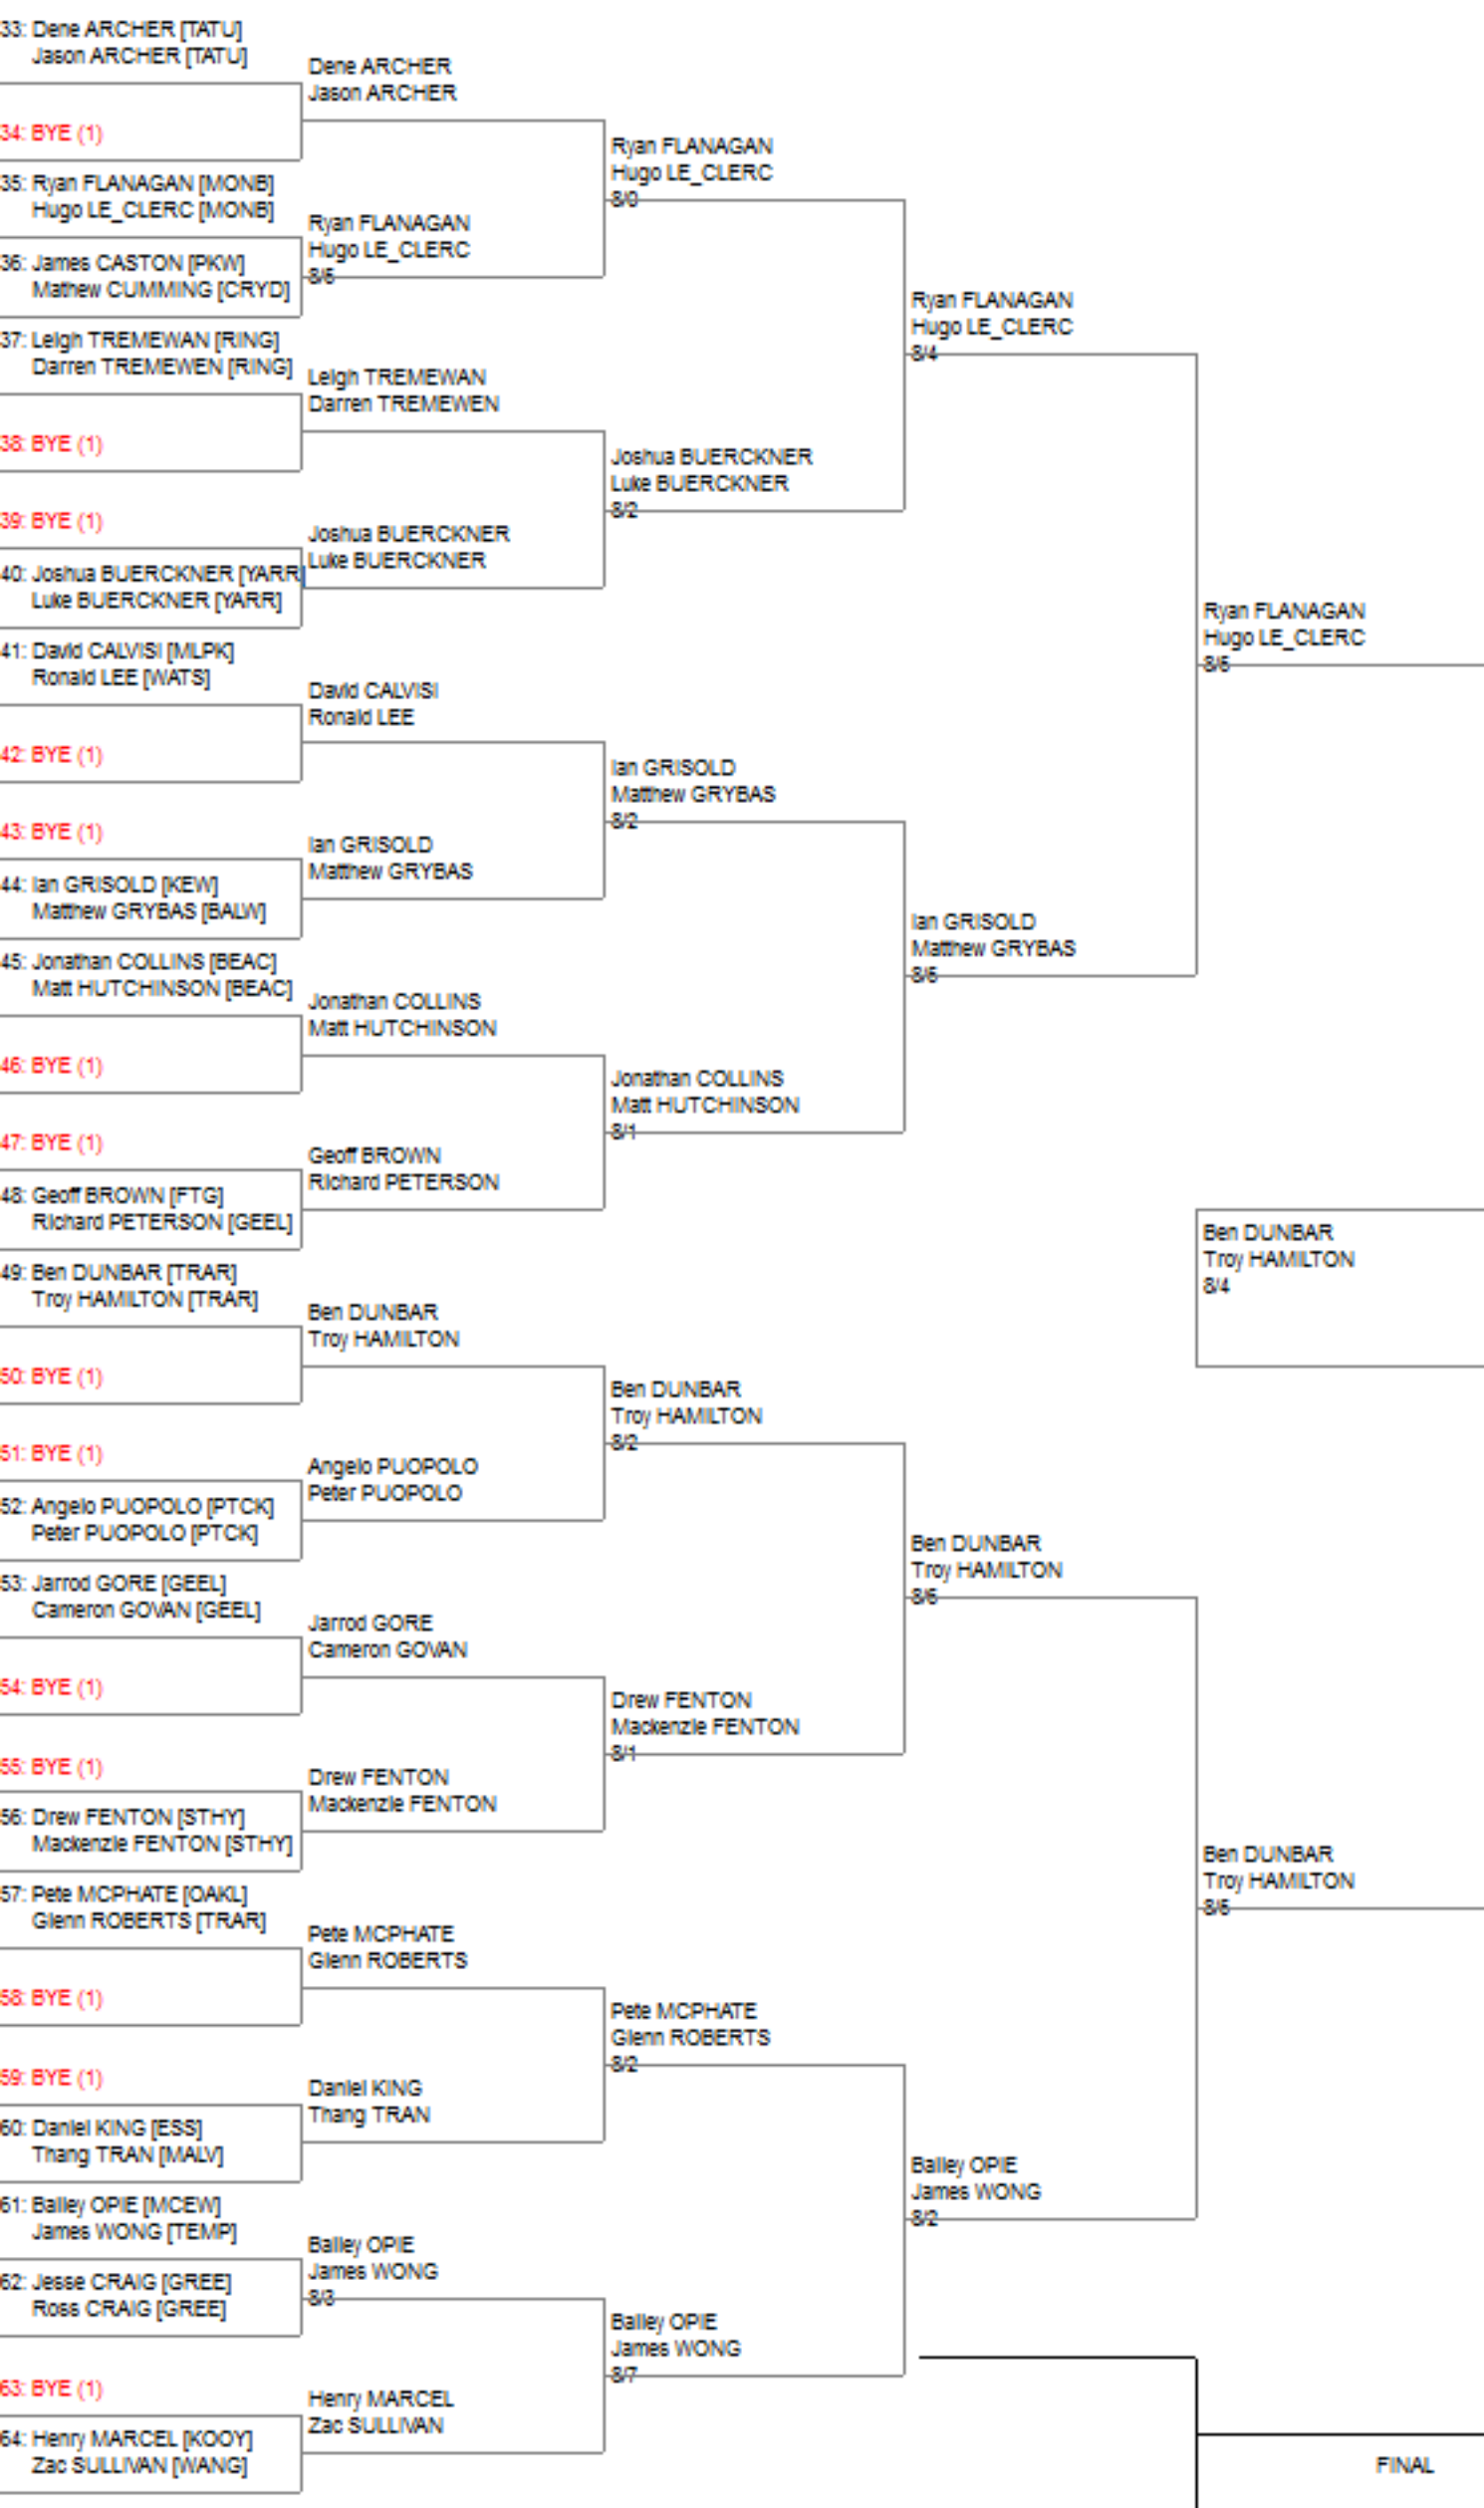 33: Dene ARCHER [TATU]
Jason ARCHER [TATU]
34: BYE (1)
35: Ryan FLANAGAN [MONB]
Hugo LE_CLERC [MONB]
36: James CASTON [PKW]
Mathew CUMMING [CRYD]
37: Leigh TREMEWAN [RING]
Darren TREMEWEN [RING]
38: BYE (1)
39: BYE (1)
40: Joshua BUERCKNER [YARR]
Luke BUERCKNER [YARR]
41: David CALVISI [MLPK]
Ronald LEE [WATS]
42: BYE (1)
43: BYE (1)
44: Ian GRISOLD [KEW]
Matthew GRYBAS [BALW]
45: Jonathan COLLINS [BEAC]
Matt HUTCHINSON [BEAC]
46: BYE (1)
47: BYE (1)
48: Geoff BROWN [FTG]
Richard PETERSON [GEEL]
49: Ben DUNBAR [TRAR]
Troy HAMILTON [TRAR]
50: BYE (1)
51: BYE (1)
52: Angelo PUOPOLO [PTCK]
Peter PUOPOLO [PTCK]
53: Jarrod GORE [GEEL]
Cameron GOVAN [GEEL]
54: BYE (1)
55: BYE (1)
56: Drew FENTON [STHY]
Mackenzie FENTON [STHY]
57: Pete MCPHATE [OAKL]
Glenn ROBERTS [TRAR]
58: BYE (1)
59: BYE (1)
60: Daniel KING [ESS]
Thang TRAN [MALV]
61: Bailey OPIE [MCEW]
James WONG [TEMP]
62: Jesse CRAIG [GREE]
Ross CRAIG [GREE]
63: BYE (1)
64: Henry MARCEL [KOOY]
Zac SULLIVAN [WANG]
Dene ARCHER
Jason ARCHER
Ryan FLANAGAN
Hugo LE_CLERC
Leigh TREMEWAN
Darren TREMEWEN
Joshua BUERCKNER
Luke BUERCKNER
David CALVISI
Ronald LEE
Ian GRISOLD
Matthew GRYBAS
Jonathan COLLINS
Matt HUTCHINSON
Geoff BROWN
Richard PETERSON
Ben DUNBAR
Troy HAMILTON
Angelo PUOPOLO
Peter PUOPOLO
Jarrod GORE
Cameron GOVAN
Drew FENTON
Mackenzie FENTON
Pete MCPHATE
Glenn ROBERTS
Daniel KING
Thang TRAN
Bailey OPIE
James WONG
8/3
Henry MARCEL
Zac SULLIVAN
Ryan FLANAGAN
Hugo LE_CLERC
Joshua BUERCKNER
Luke BUERCKNER
8/2
Ian GRISOLD
Matthew GRYBAS
8/2
Jonathan COLLINS
Matt HUTCHINSON
8/1
Ben DUNBAR
Troy HAMILTON
8/2
Drew FENTON
Mackenzie FENTON
8/1
Pete MCPHATE
Glenn ROBERTS
8/2
Bailey OPIE
James WONG
8/7
Ryan FLANAGAN
Hugo LE_CLERC
8/4
Ian GRISOLD
Matthew GRYBAS
Ben DUNBAR
Troy HAMILTON
Bailey OPIE
James WONG
8/2
Ryan FLANAGAN
Hugo LE_CLERC
Ben DUNBAR
Troy HAMILTON
8/4
Ben DUNBAR
Troy HAMILTON
FINAL